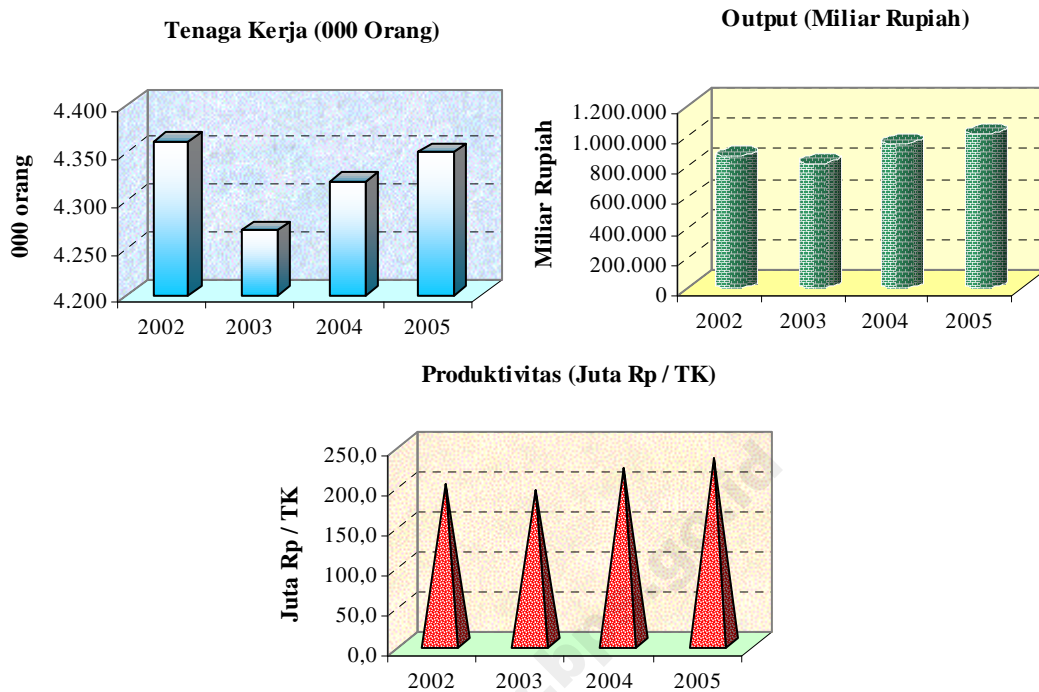 Tenaga Kerja (000 Orang)
000 orang
4.400
4.350
4.300
4.250
4.200
2002 2003 2004 2005
Output (Miliar Rupiah)
Miliar Rupiah
1.200.000
1.000.000
800.000
600.000
400.000
200.000
0
2002 2003 2004 2005
Produktivitas (Juta Rp / TK)
Juta Rp / TK
250,0
200,0
150,0
100,0
50,0
0,0
2002 2003 2004 2005